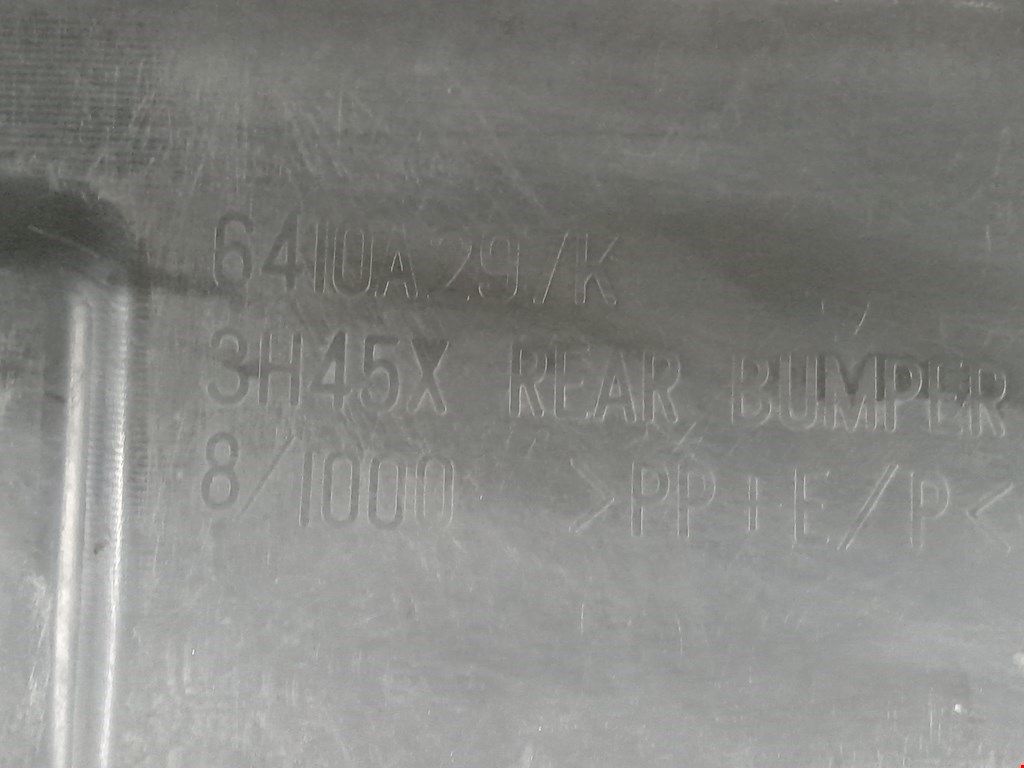 6410A29/K
3H45X REAR BUMPER
8/1000 >PP+E/P<